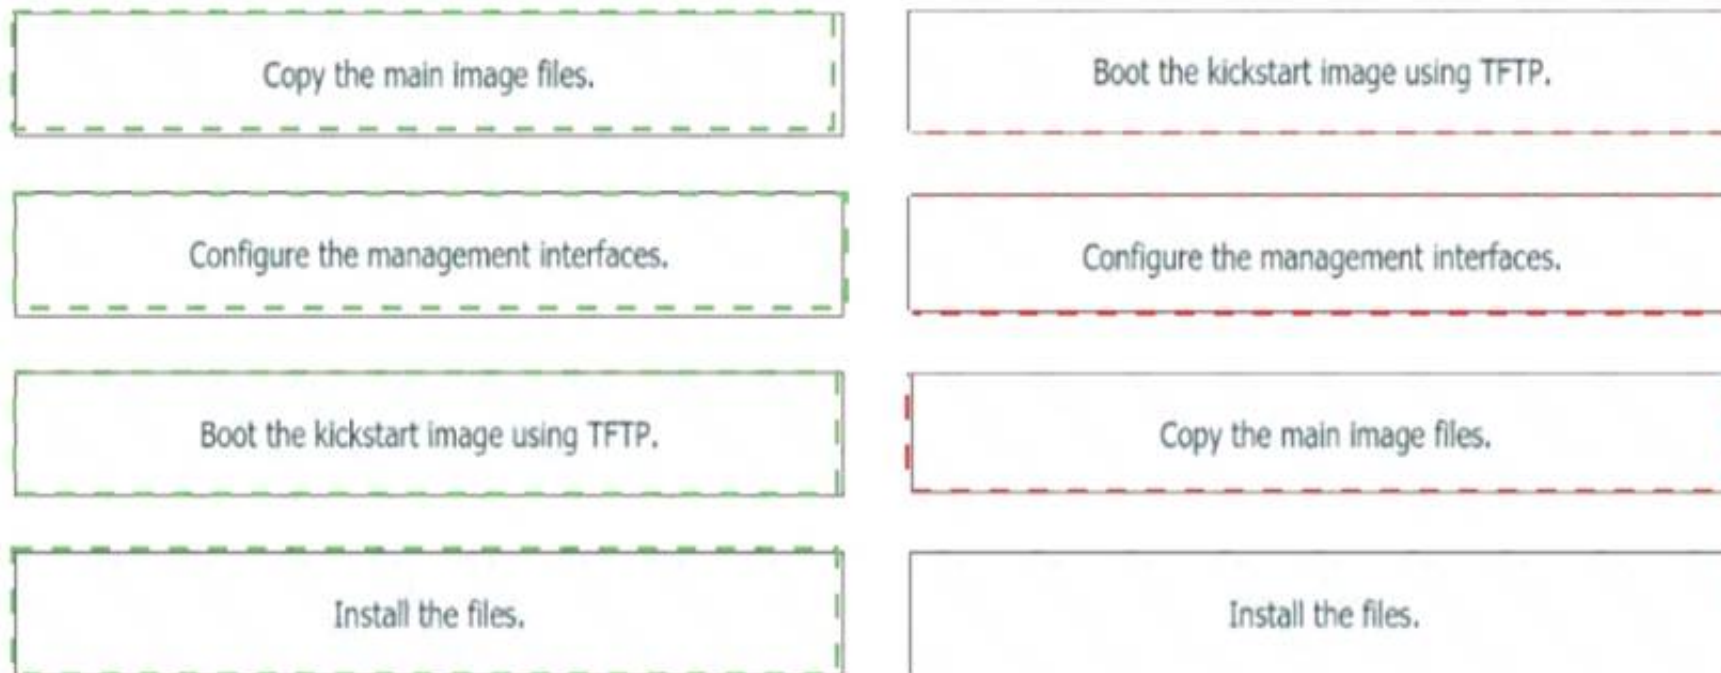 Copy the main image files.
Boot the kickstart image using TFTP.
Configure the management interfaces.
Configure the management interfaces.
Boot the kickstart image using TFTP.
Copy the main image files.
Install the files.
Install the files.